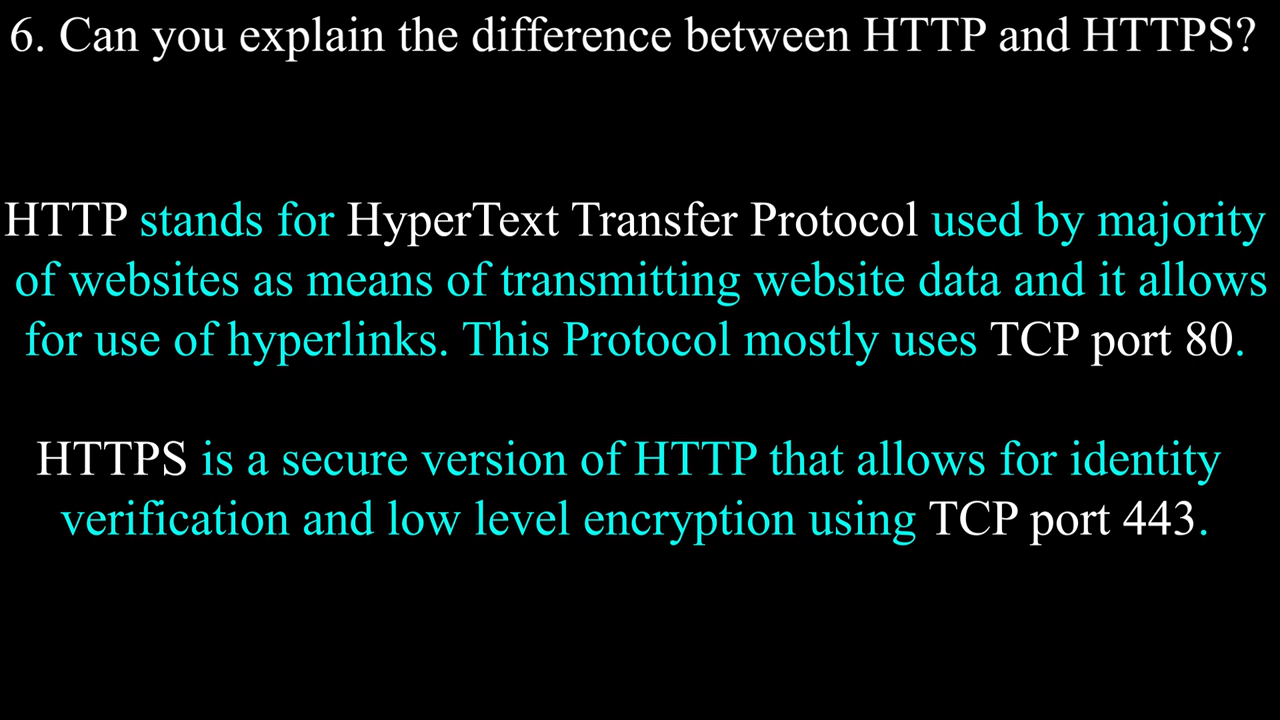 6. Can you explain the difference between HTTP and HTTPS?
HTTP stands for HyperText Transfer Protocol used by majority
of websites as means of transmitting website data and it allows
for use of hyperlinks. This Protocol mostly uses TCP port 80.
HTTPS is a secure version of HTTP that allows for identity
verification and low level encryption using TCP port 443.